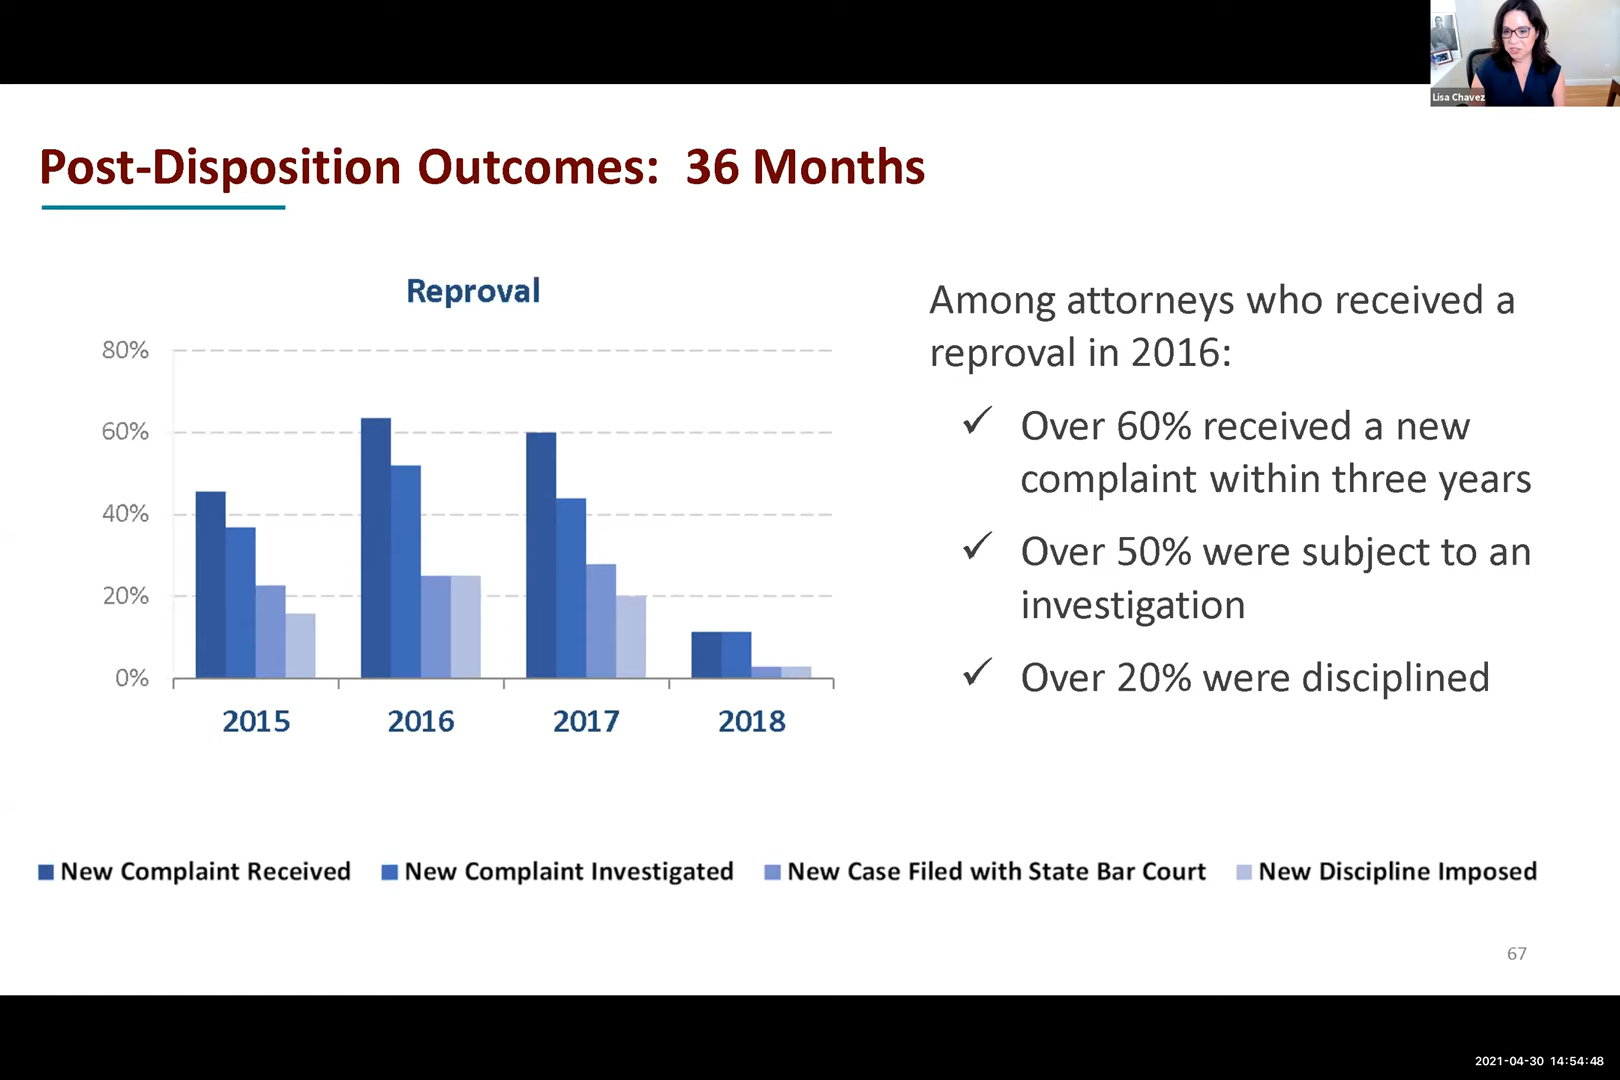 Lisa Chavez
Post-Disposition Outcomes: 36 Months
Reproval
80%
60%
40%
20%
0%
2015 2016 2017 2018
Among attorneys who received a
reproval in 2016:
✓ Over 60% received a new
complaint within three years
✓ Over 50% were subject to an
investigation
✓ Over 20% were disciplined
New Complaint Received New Complaint Investigated New Case Filed with State Bar Court New Discipline Imposed
67
2021-04-30 14:54:48